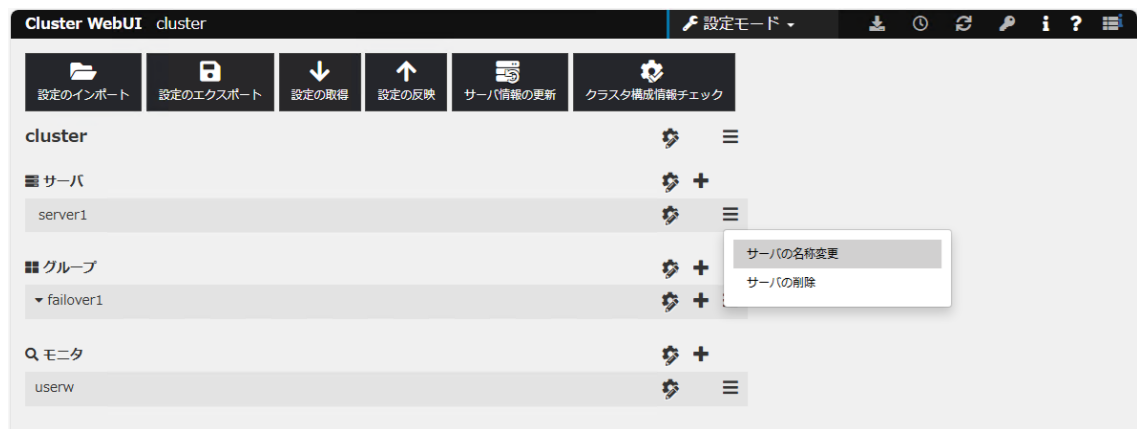 Cluster WebUI cluster 設定モード
設定のインポート 設定のエクスポート 設定の取得 設定の反映 サーバ情報の更新 クラスタ構成情報チェック
cluster
サーバ
server1
サーバの名称変更
グループ
サーバの削除
failover1
モニタ
userw